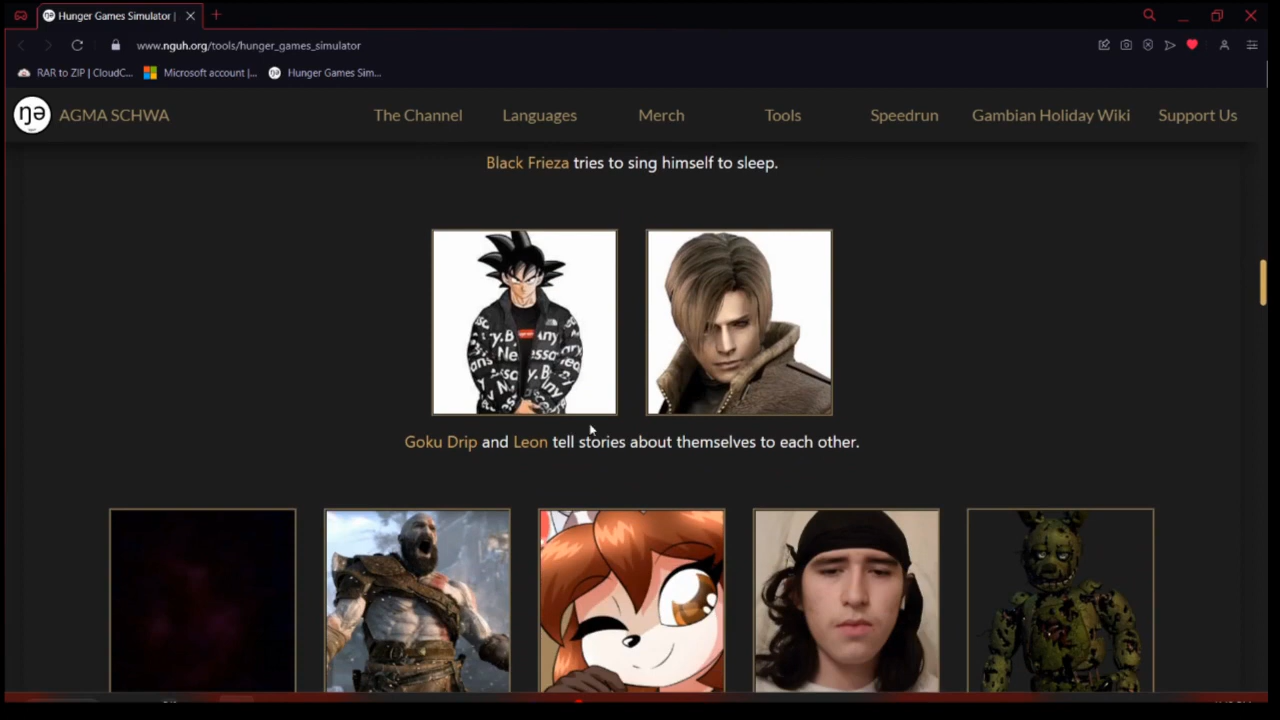 Hunger Games Simulator |
www.nguh.org/tools/hunger_games_simulator
RAR to ZIP | CloudC... Microsoft account |... Hunger Games Sim...
ŋə AGMA SCHWA The Channel Languages Merch Tools Speedrun Gambian Holiday Wiki Support Us
Black Frieza tries to sing himself to sleep.
Goku Drip and Leon tell stories about themselves to each other.